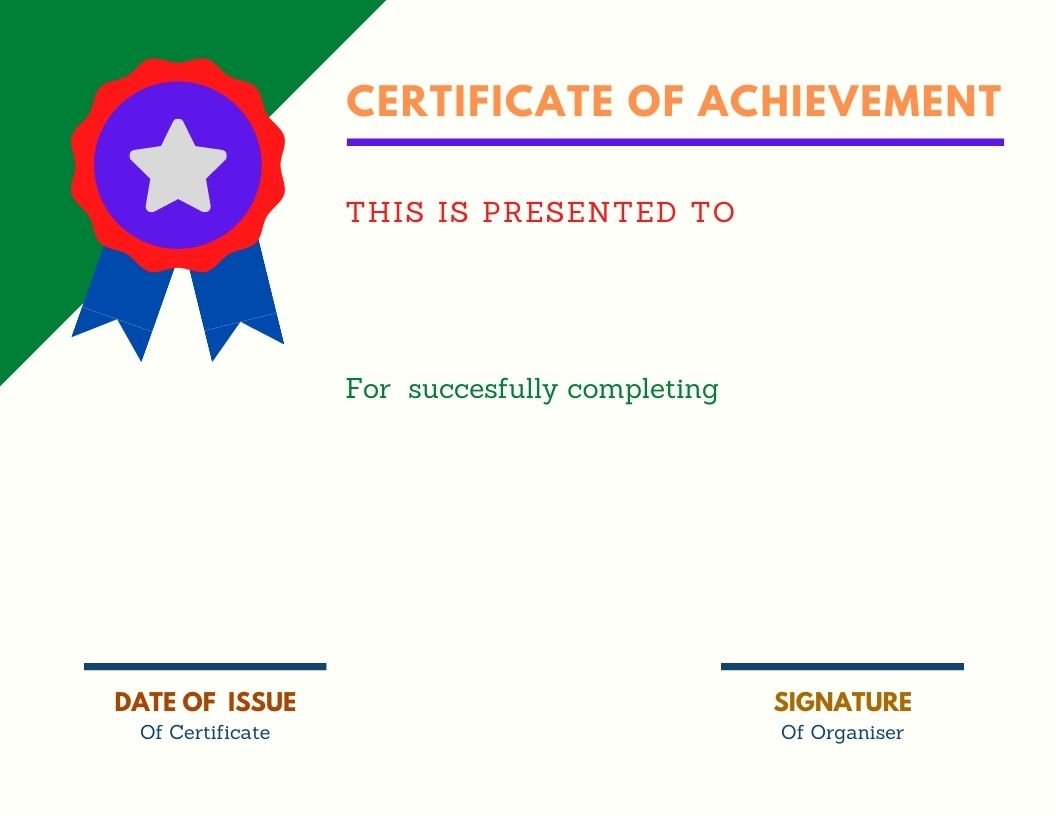 CERTIFICATE OF ACHIEVEMENT
THIS IS PRESENTED TO
For succesfully completing
DATE OF ISSUE
Of Certificate
SIGNATURE
Of Organiser